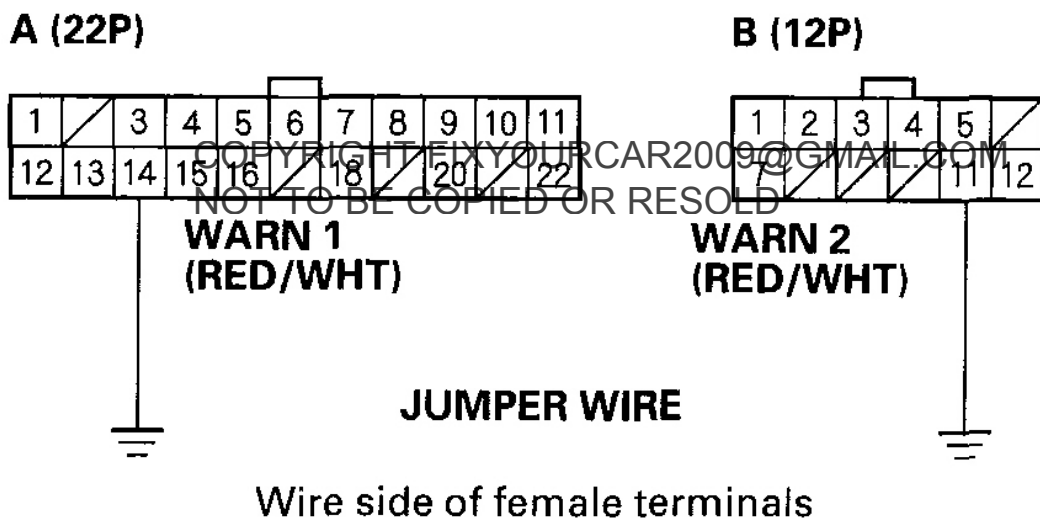 A (22P) B (12P)
1 3 4 5 6 7 8 9 10 11 1 2 3 4 5
12 13 14 15 16 18 20 22 7 11 12
COPYRIGHT FIXYOURCAR2009@GMAIL.COM
NOT TO BE COPIED OR RESOLD
WARN 1 WARN 2
(RED/WHT) (RED/WHT)
JUMPER WIRE
Wire side of female terminals